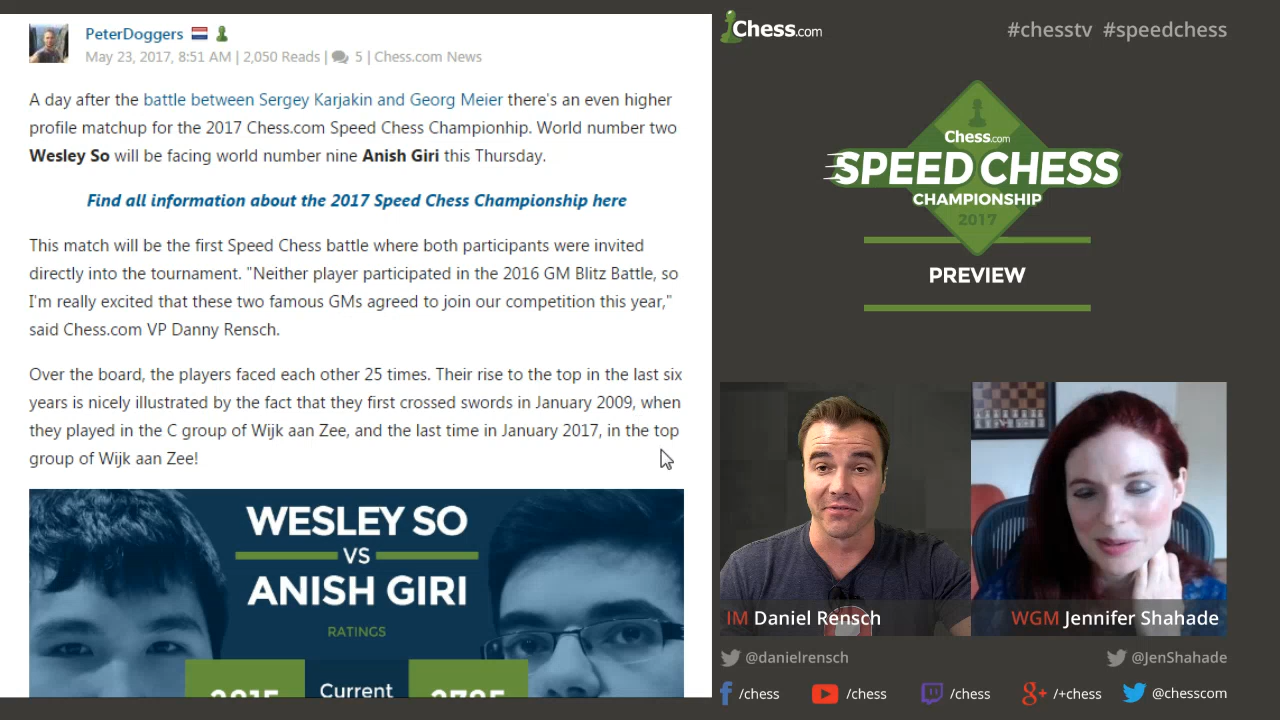 PeterDoggers
May 23, 2017, 8:51 AM | 2,050 Reads | 5 | Chess.com News
A day after the battle between Sergey Karjakin and Georg Meier there's an even higher
profile matchup for the 2017 Chess.com Speed Chess Championhip. World number two
Wesley So will be facing world number nine Anish Giri this Thursday.
Find all information about the 2017 Speed Chess Championship here
This match will be the first Speed Chess battle where both participants were invited
directly into the tournament. "Neither player participated in the 2016 GM Blitz Battle, so
I'm really excited that these two famous GMs agreed to join our competition this year,"
said Chess.com VP Danny Rensch.
Over the board, the players faced each other 25 times. Their rise to the top in the last six
years is nicely illustrated by the fact that they first crossed swords in January 2009, when
they played in the C group of Wijk aan Zee, and the last time in January 2017, in the top
group of Wijk aan Zee!
WESLEY SO
VS
ANISH GIRI
RATINGS
Current
Chess.com
#chesstv #speedchess
Chess.com
SPEED CHESS
CHAMPIONSHIP
2017
PREVIEW
IM Daniel Rensch
WGM Jennifer Shahade
@danielrensch
@JenShahade
/chess
/chess
/chess
/+chess
@chesscom